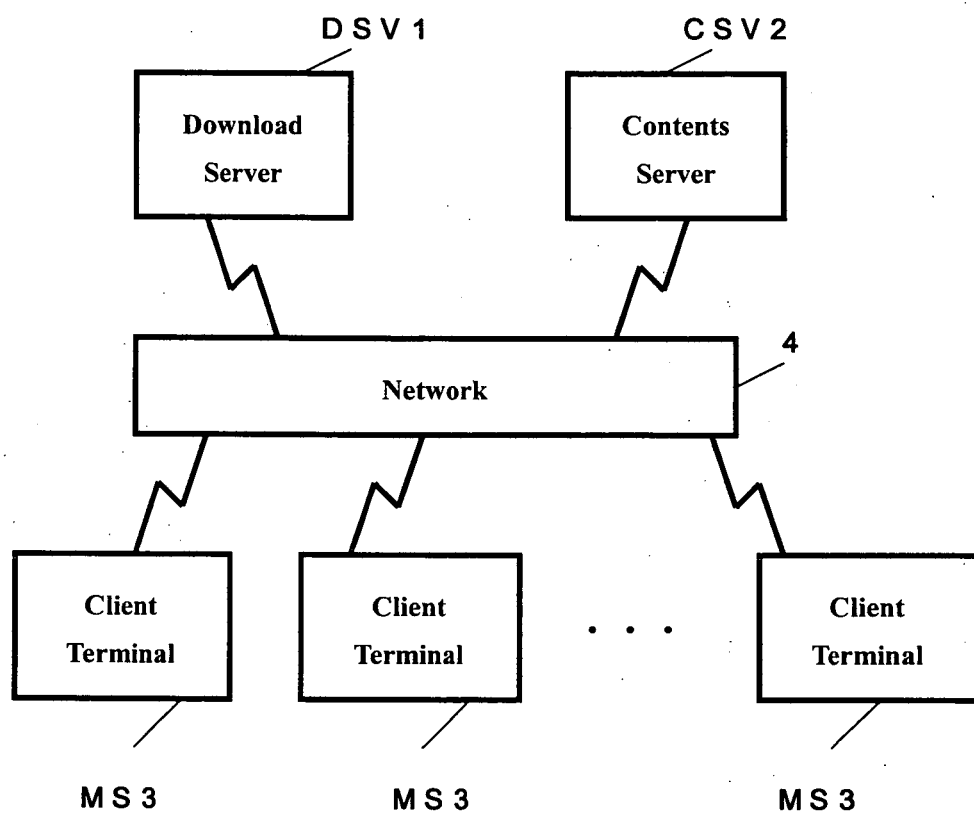 DSV1
CSV2
Download
Server
Contents
Server
4
Network
Client
Terminal
Client
Terminal
. . .
Client
Terminal
MS3
MS3
MS3